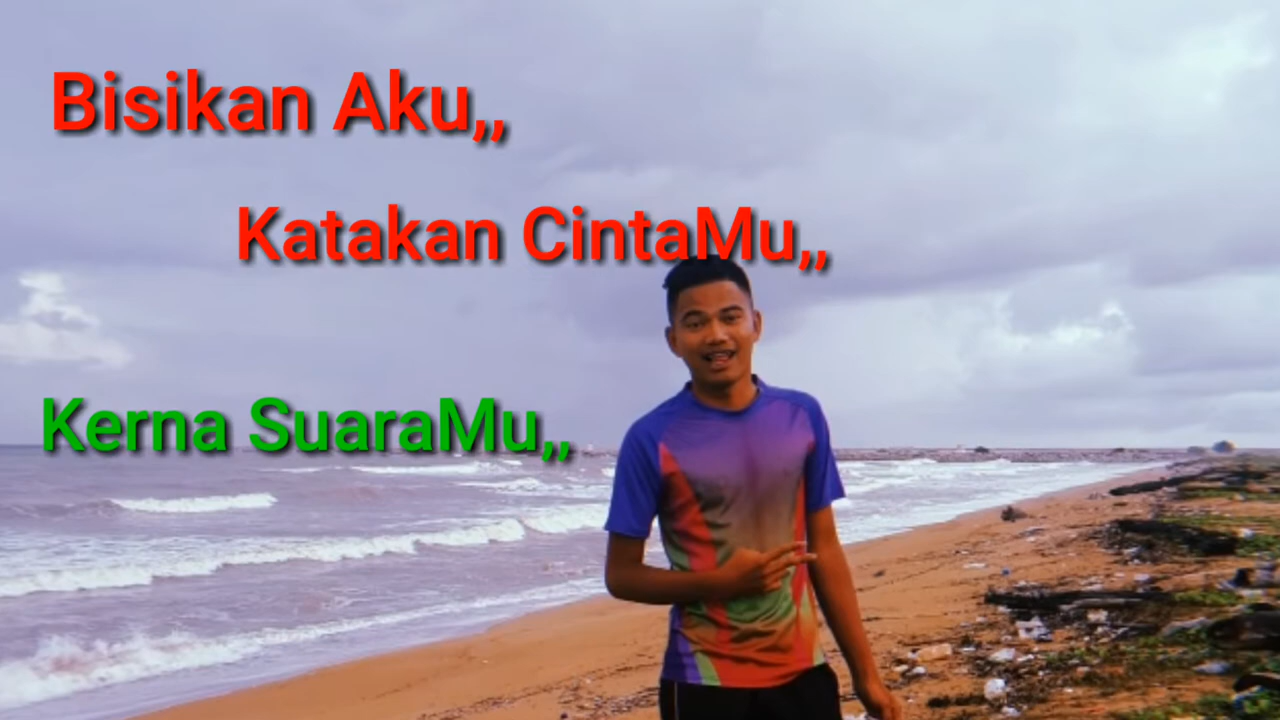 Bisikan Aku,,
Katakan CintaMu,,
Kerna SuaraMu,,